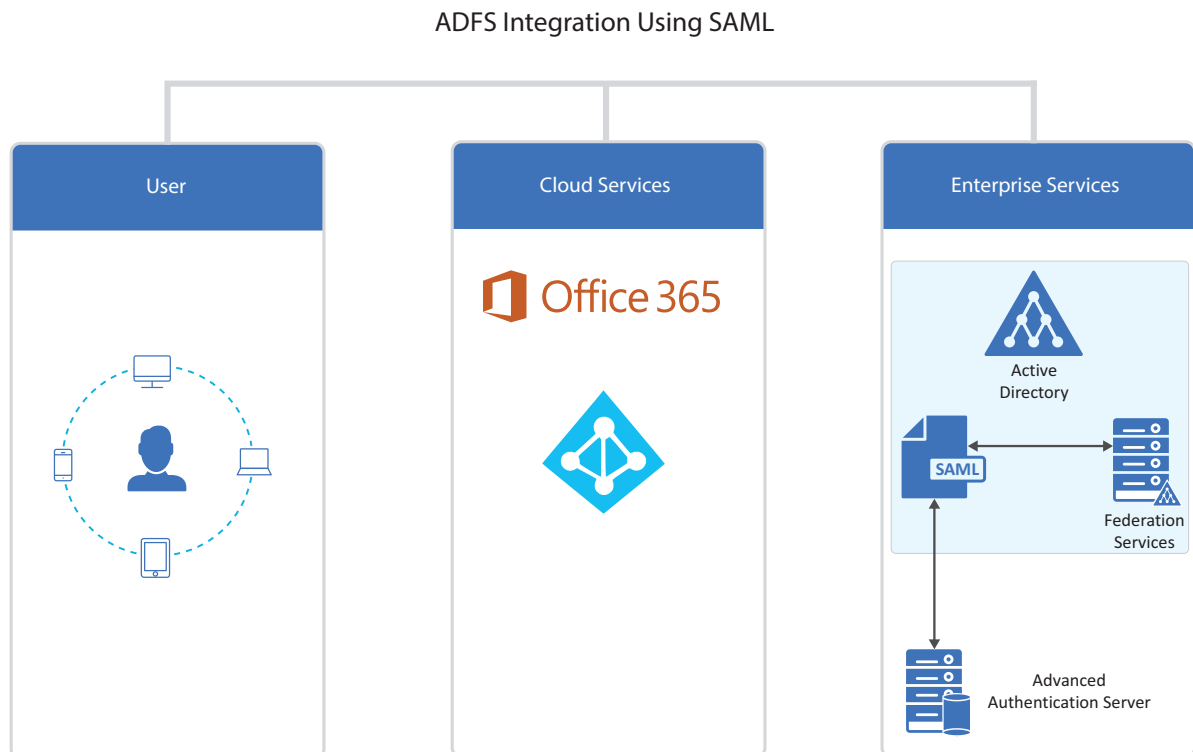 ADFS Integration Using SAML
User
Cloud Services
Enterprise Services
Office 365
Active
Directory
SAML
Federation
Services
Advanced
Authentication Server